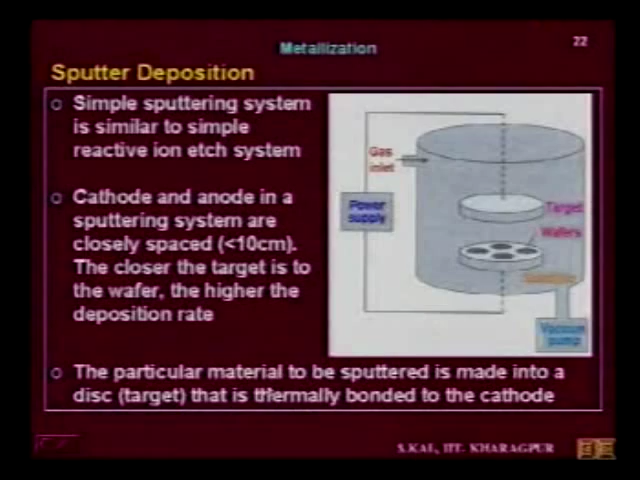 Metallization
22
Sputter Deposition
Simple sputtering system
is similar to simple
reactive ion etch system
Cathode and anode in a
sputtering system are
closely spaced (<10cm).
The closer the target is to
the wafer, the higher the
deposition rate
Gas
inlet
Power
supply
Target
Wafers
Vacuum
pump
The particular material to be sputtered is made into a
disc (target) that is thermally bonded to the cathode
S.KAL, IIT- KHARAGPUR